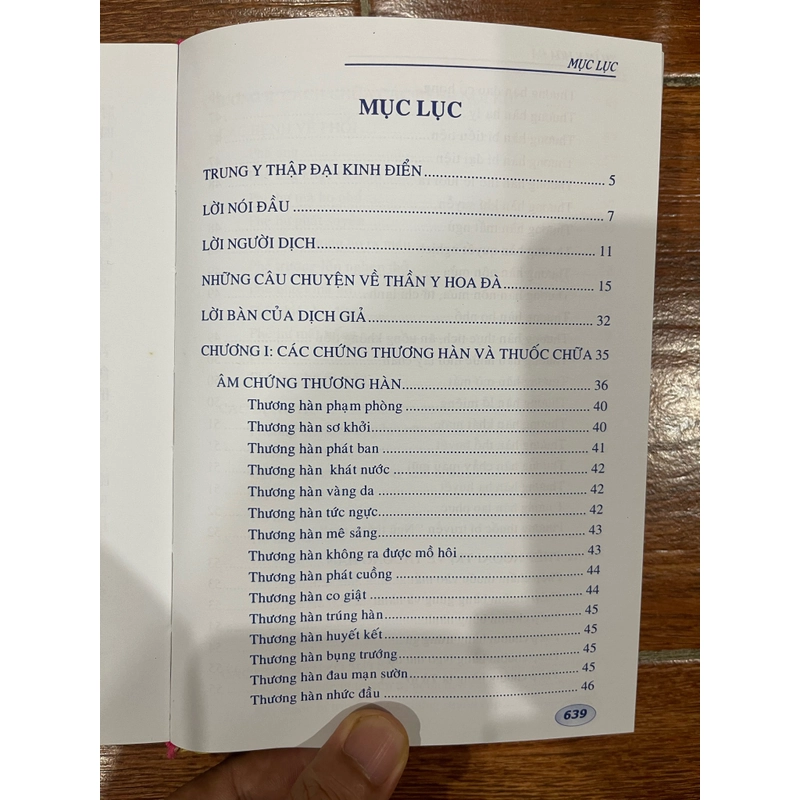 MỤC LỤC
MỤC LỤC
TRUNG Y THẬP ĐẠI KINH ĐIỂN 5
LỜI NÓI ĐẦU 7
LỜI NGƯỜI DỊCH 11
NHỮNG CÂU CHUYỆN VỀ THẦN Y HOA ĐÀ 15
LỜI BÀN CỦA DỊCH GIẢ 32
CHƯƠNG I: CÁC CHỨNG THƯƠNG HÀN VÀ THUỐC CHỮA 35
ÂM CHỨNG THƯƠNG HÀN 36
Thương hàn phạm phòng 40
Thương hàn sơ khởi 40
Thương hàn phát ban 41
Thương hàn khát nước 42
Thương hàn vàng da 42
Thương hàn tức ngực 42
Thương hàn mê sảng 43
Thương hàn không ra được mồ hôi 43
Thương hàn phát cuồng 44
Thương hàn co giật 44
Thương hàn trúng hàn 45
Thương hàn huyết kết 45
Thương hàn bụng trướng 45
Thương hàn đau mạn sườn 45
Thương hàn nhức đầu 46
639